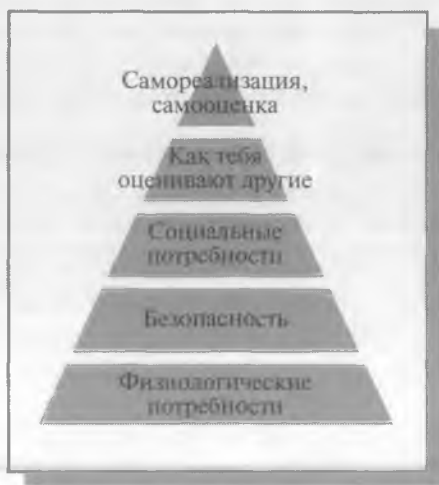 Самореализация,
самооценка
Как тебя
оценивают другие
Социальные
потребности
Безопасность
Физиологические
потребности